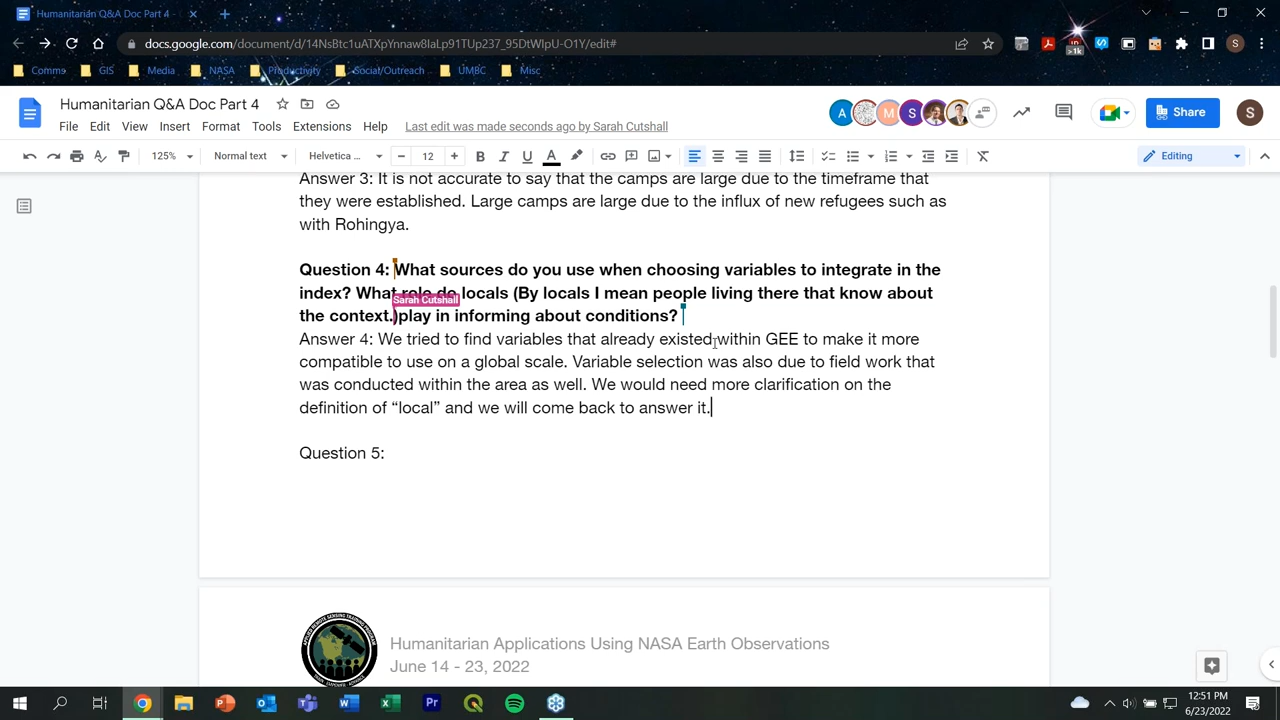 Humanitarian Q&A Doc Part 4 -
docs.google.com/document/d/14NsBtc1uATXpYnnaw8IaLp91TUp237_95DtWIpU-O1Y/edit#
>1k
S
Comms GIS Media NASA Productivity Social/Outreach UMBC Misc
Humanitarian Q&A Doc Part 4
A M S
Share
S
File Edit View Insert Format Tools Extensions Help Last edit was made seconds ago by Sarah Cutshall
125% Normal text Helvetica ... 12 B I U A Editing
Answer 3: It is not accurate to say that the camps are large due to the timeframe that
they were established. Large camps are large due to the influx of new refugees such as
with Rohingya.
Question 4: What sources do you use when choosing variables to integrate in the
index? What role do locals (By locals I mean people living there that know about
Sarah Cutshall
the context.)play in informing about conditions?
Answer 4: We tried to find variables that already existed within GEE to make it more
compatible to use on a global scale. Variable selection was also due to field work that
was conducted within the area as well. We would need more clarification on the
definition of “local” and we will come back to answer it.
Question 5:
Humanitarian Applications Using NASA Earth Observations
June 14 - 23, 2022
12:51 PM
6/23/2022